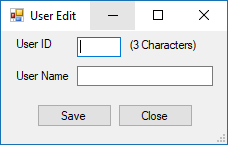 User Edit
User ID (3 Characters)
User Name
Save Close